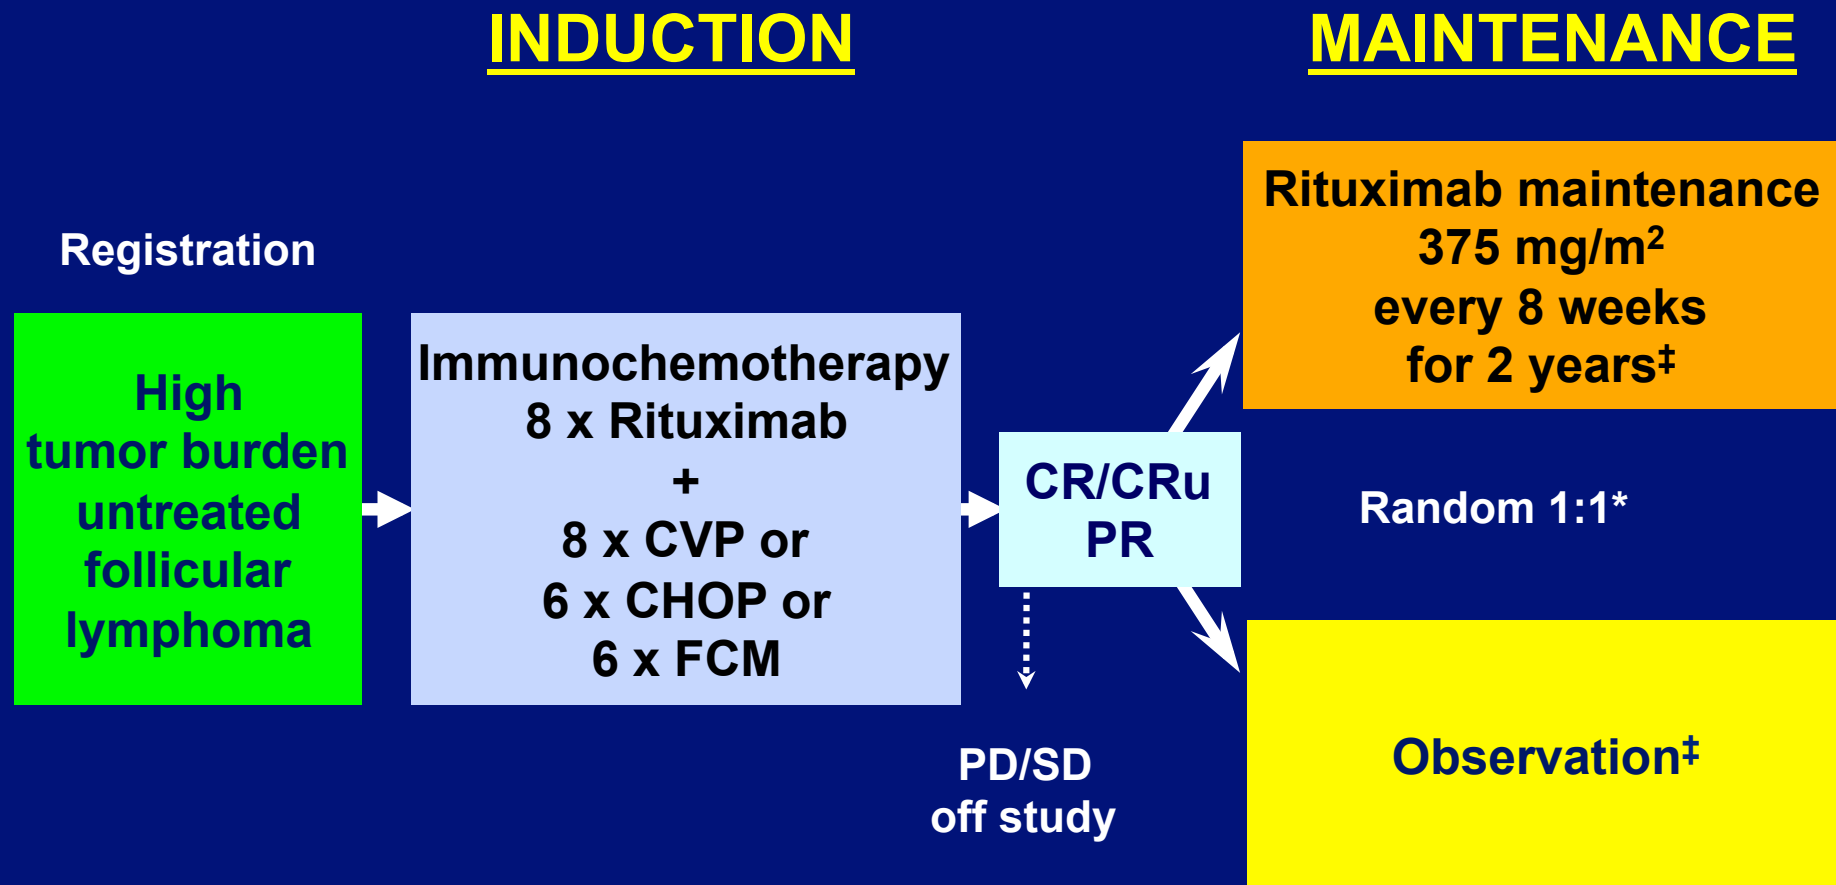 INDUCTION
MAINTENANCE
Registration
High
tumor burden
untreated
follicular
lymphoma
Immunochemotherapy
8 x Rituximab
+
8 x CVP or
6 x CHOP or
6 x FCM
CR/CRu
PR
PD/SD
off study
Rituximab maintenance
375 mg/m²
every 8 weeks
for 2 years‡
Random 1:1*
Observation‡